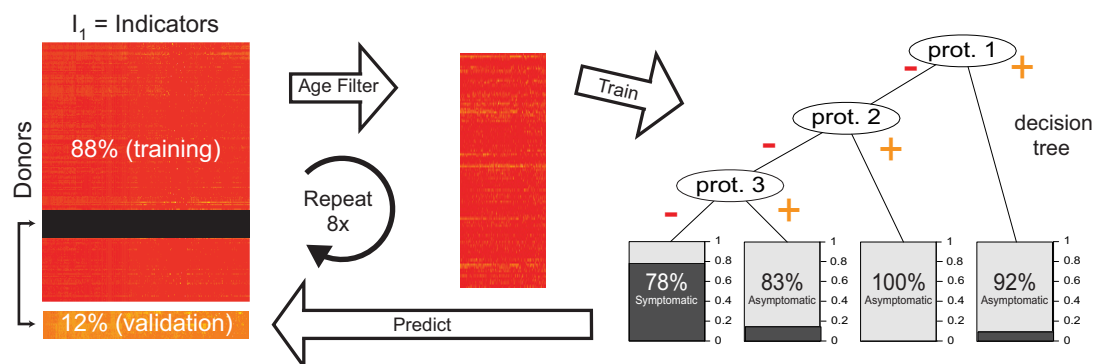 I₁ = Indicators
Donors
88% (training)
12% (validation)
Age Filter
Repeat
8x
Train
Predict
prot. 1
- +
prot. 2
- +
prot. 3
- +
decision
tree
78%
Symptomatic
1
0.8
0.6
0.4
0.2
0
83%
Asymptomatic
1
0.8
0.6
0.4
0.2
0
100%
Asymptomatic
1
0.8
0.6
0.4
0.2
0
92%
Asymptomatic
1
0.8
0.6
0.4
0.2
0